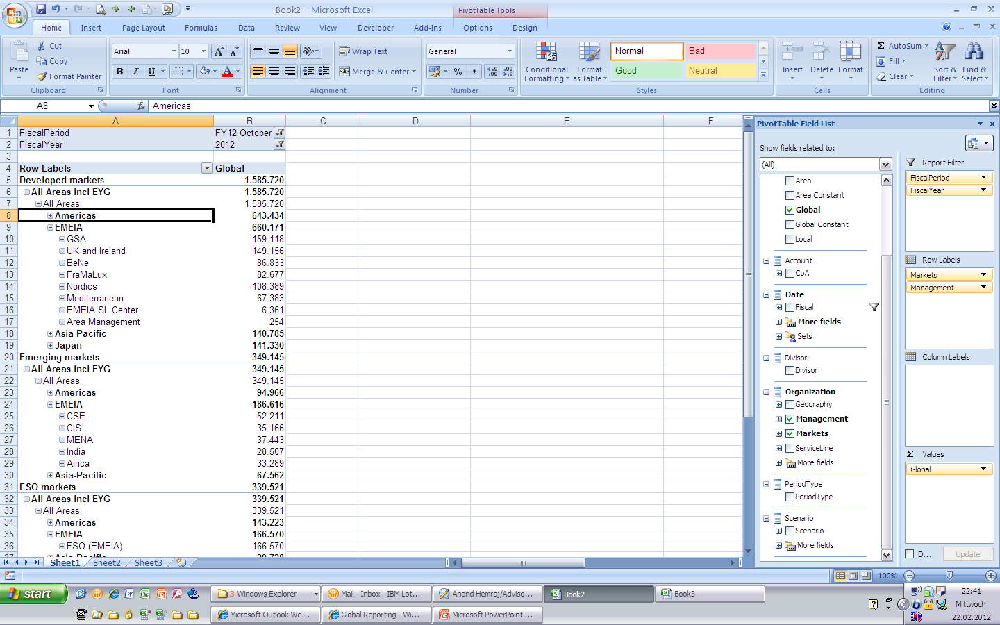 Book2 - Microsoft Excel
PivotTable Tools
Home Insert Page Layout Formulas Data Review View Developer Add-Ins Options Design
Paste
Cut
Copy
Format Painter
Clipboard
Arial 10
B I U
Font
Wrap Text
Merge & Center
Alignment
General
% ,
Number
Conditional Formatting
Format as Table
Normal Bad
Good Neutral
Styles
Insert Delete Format
Cells
Σ AutoSum
Fill
Clear
Sort & Filter
Find & Select
Editing
A8 fx Americas
A B C D E F
1 FiscalPeriod FY12 October
2 FiscalYear 2012
3
4 Row Labels Global
5 Developed markets 1.585.720
6 All Areas incl EYG 1.585.720
7 All Areas 1.585.720
8 Americas 643.434
9 EMEIA 660.171
10 GSA 159.118
11 UK and Ireland 149.156
12 BeNe 86.833
13 FraMaLux 82.677
14 Nordics 108.389
15 Mediterranean 67.383
16 EMEIA SL Center 6.361
17 Area Management 254
18 Asia-Pacific 140.785
19 Japan 141.330
20 Emerging markets 349.145
21 All Areas incl EYG 349.145
22 All Areas 349.145
23 Americas 94.966
24 EMEIA 186.616
25 CSE 52.211
26 CIS 35.166
27 MENA 37.443
28 India 28.507
29 Africa 33.289
30 Asia-Pacific 67.562
31 FSO markets 339.521
32 All Areas incl EYG 339.521
33 All Areas 339.521
34 Americas 143.223
35 EMEIA 166.570
36 FSO (EMEIA) 166.570
Sheet1 Sheet2 Sheet3
PivotTable Field List
Show fields related to:
(All)
Area
Area Constant
Global
Global Constant
Local
Account
CoA
Date
Fiscal
More fields
Sets
Divisor
Divisor
Organization
Geography
Management
Markets
ServiceLine
More fields
PeriodType
PeriodType
Scenario
Scenario
More fields
Report Filter
FiscalPeriod
FiscalYear
Row Labels
Markets
Management
Column Labels
Σ Values
Global
D... Update
100%
start
3 Windows Explorer
Mail - Inbox - IBM Lot...
Anand Hemraj/Adviso...
Book2
Book3
Microsoft Outlook We...
Global Reporting - Wi...
Microsoft PowerPoint ...
22:41
Mittwoch
22.02.2012